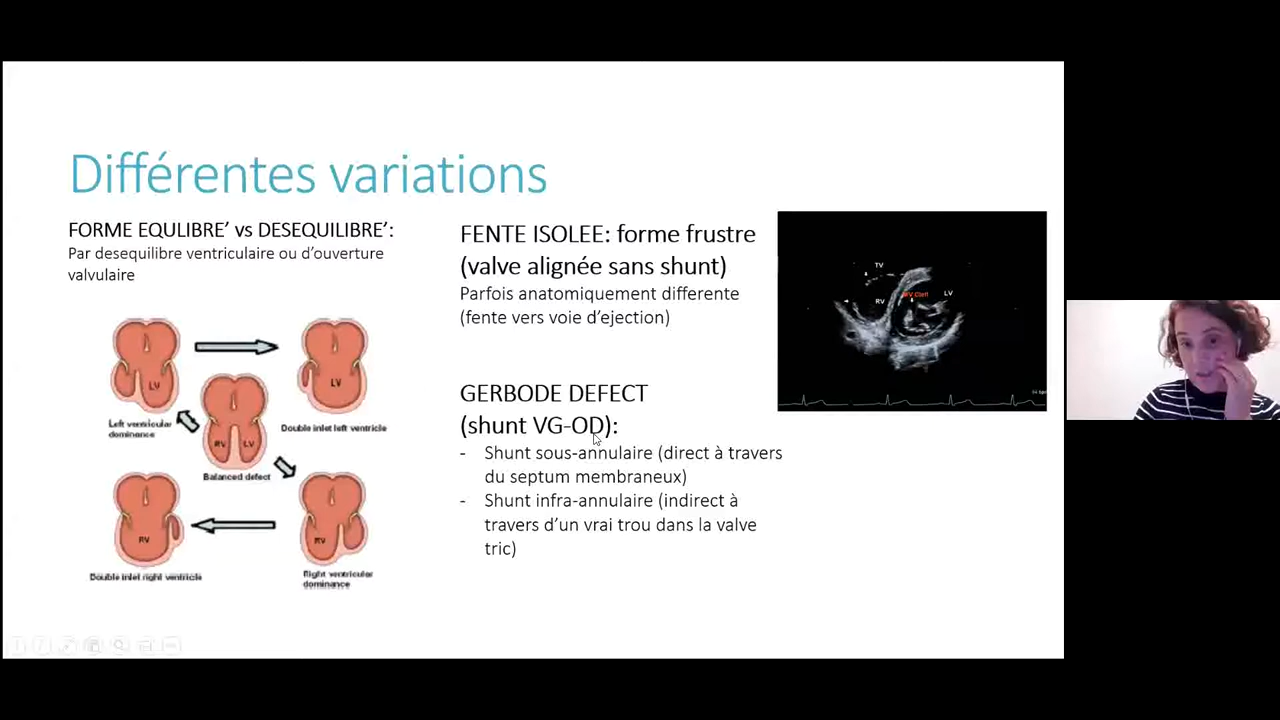 Différentes variations
FORME EQULIBRE’ vs DESEQUILIBRE’:
Par desequilibre ventriculaire ou d’ouverture
valvulaire
LV
Left ventricular
dominance
LV
Double inlet left ventricle
RV LV
Balanced defect
RV
Double inlet right ventricle
RV
Right ventricular
dominance
FENTE ISOLEE: forme frustre
(valve alignée sans shunt)
Parfois anatomiquement differente
(fente vers voie d’ejection)
GERBODE DEFECT
(shunt VG-OD):
- Shunt sous-annulaire (direct à travers
du septum membraneux)
- Shunt infra-annulaire (indirect à
travers d’un vrai trou dans la valve
tric)
TV
RV
MV Cleft
LV